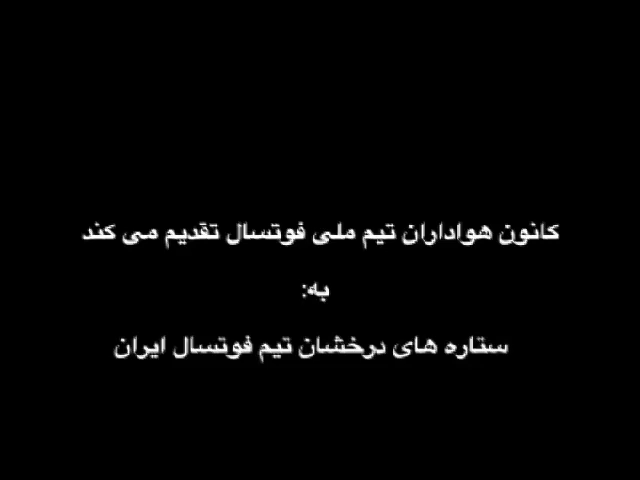 کانون هواداران تیم ملی فوتسال تقدیم می کند
به:
ستاره های درخشان تیم فوتسال ایران